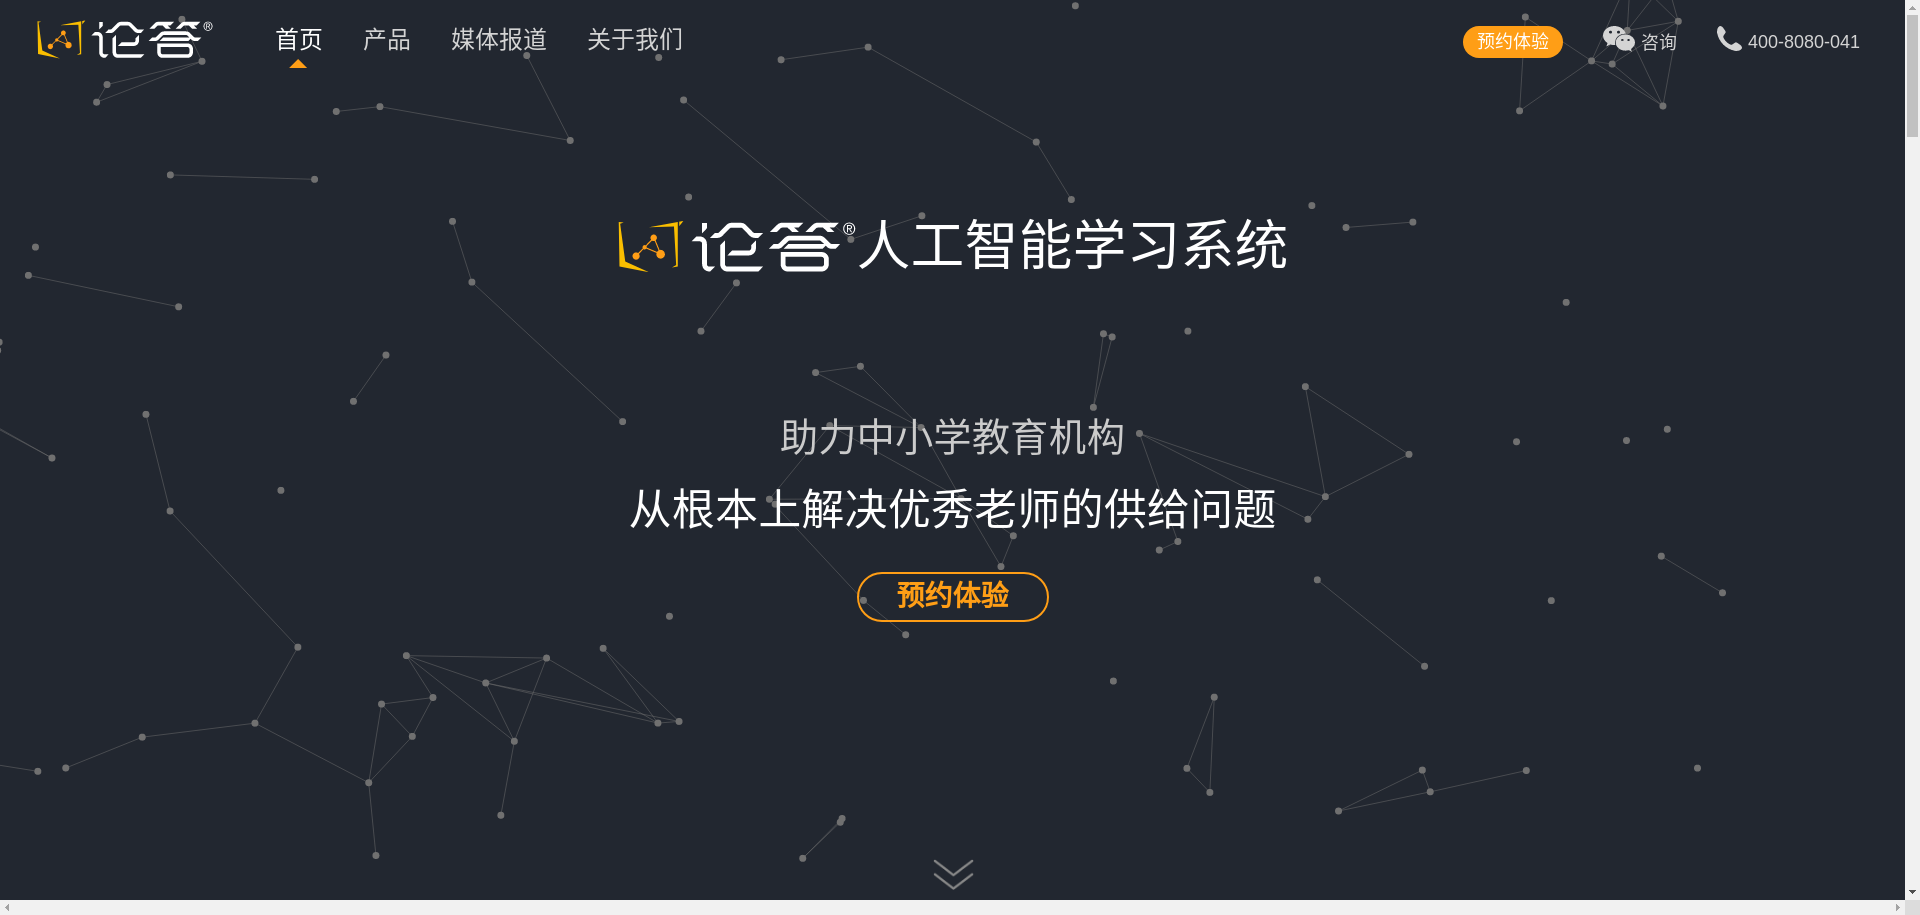 论答® 首页 产品 媒体报道 关于我们 预约体验 咨询 400-8080-041
论答®人工智能学习系统
助力中小学教育机构
从根本上解决优秀老师的供给问题
预约体验